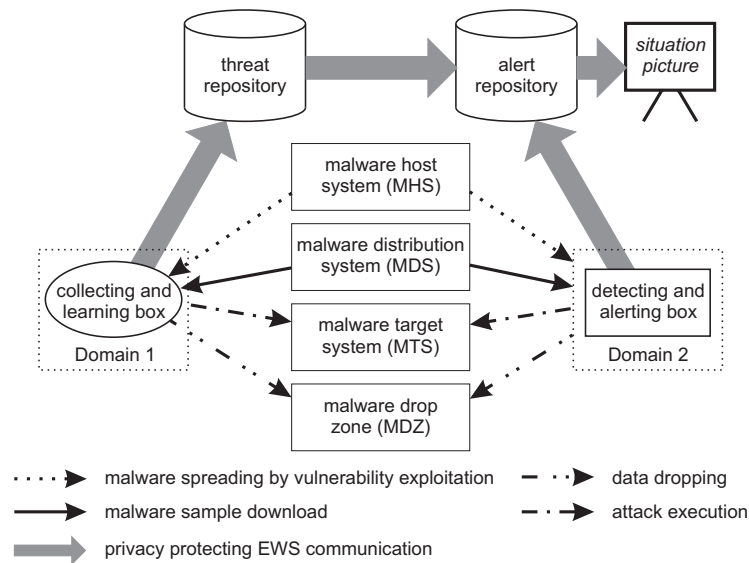 threat
repository
alert
repository
situation
picture
malware host
system (MHS)
malware distribution
system (MDS)
collecting and
learning box
Domain 1
detecting and
alerting box
Domain 2
malware target
system (MTS)
malware drop
zone (MDZ)
malware spreading by vulnerability exploitation
data dropping
malware sample download
attack execution
privacy protecting EWS communication